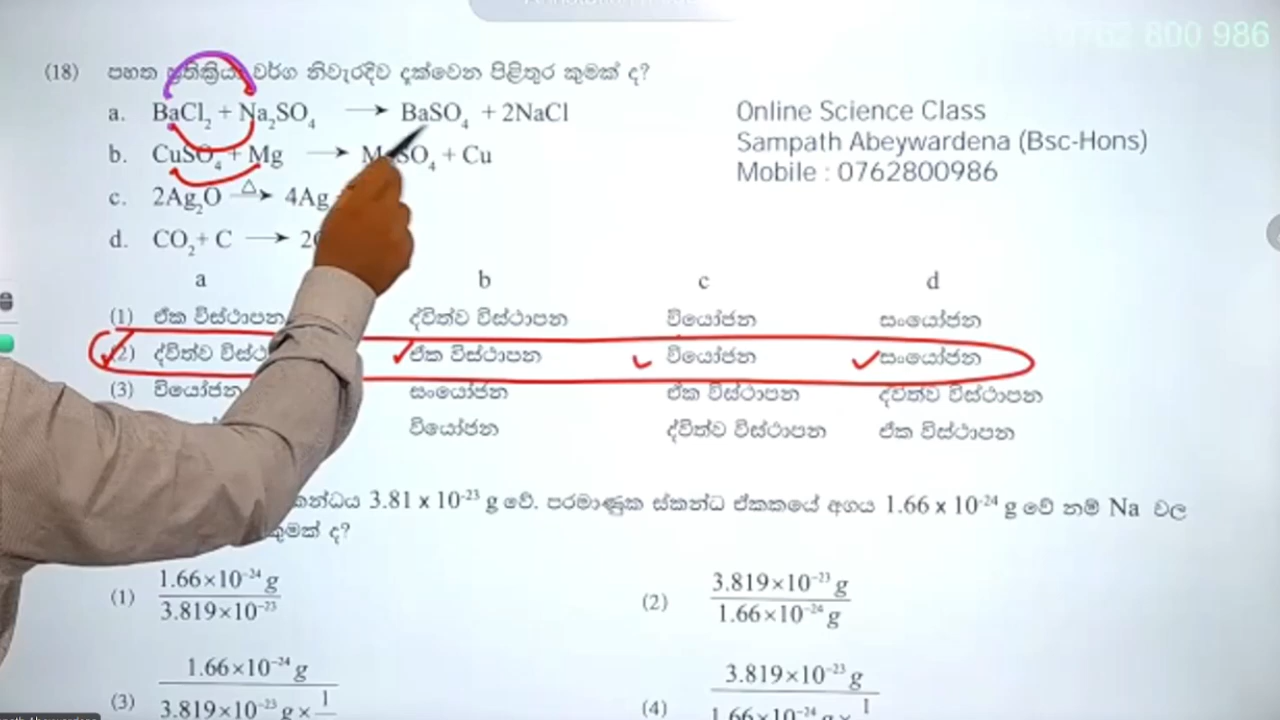 0762 800 986
(18) පහත ප්‍රතික්‍රියා වර්ග නිවැරදිව දැක්වෙන පිළිතුර කුමක් ද?
a. BaCl₂ + Na₂SO₄ → BaSO₄ + 2NaCl
Online Science Class
Sampath Abeywardena (Bsc-Hons)
Mobile : 0762800986
b. CuSO₄ + Mg → MgSO₄ + Cu
c. 2Ag₂O △→ 4Ag
d. CO₂ + C →
a b c d
(1) ඒක විස්ථාපන ද්විත්ව විස්ථාපන වියෝජන සංයෝජන
(2) ද්විත්ව ඒක විස්ථාපන වියෝජන සංයෝජන
(3) වියෝජන සංයෝජන ඒක විස්ථාපන ද්විත්ව විස්ථාපන
වියෝජන ද්විත්ව විස්ථාපන ඒක විස්ථාපන
3.81 x 10⁻²³ g වේ. පරමාණුක ස්කන්ධ ඒකකයේ අගය 1.66 x 10⁻²⁴ g වේ නම් Na වල
කුමක් ද?
(1) 1.66×10⁻²⁴ g / 3.819×10⁻²³
(2) 3.819×10⁻²³ g / 1.66×10⁻²⁴ g
(3) 1.66×10⁻²⁴ g / 3.819×10⁻²³ g × 1
(4) 3.819×10⁻²³ g / 1.66×10⁻²⁴ g × 1